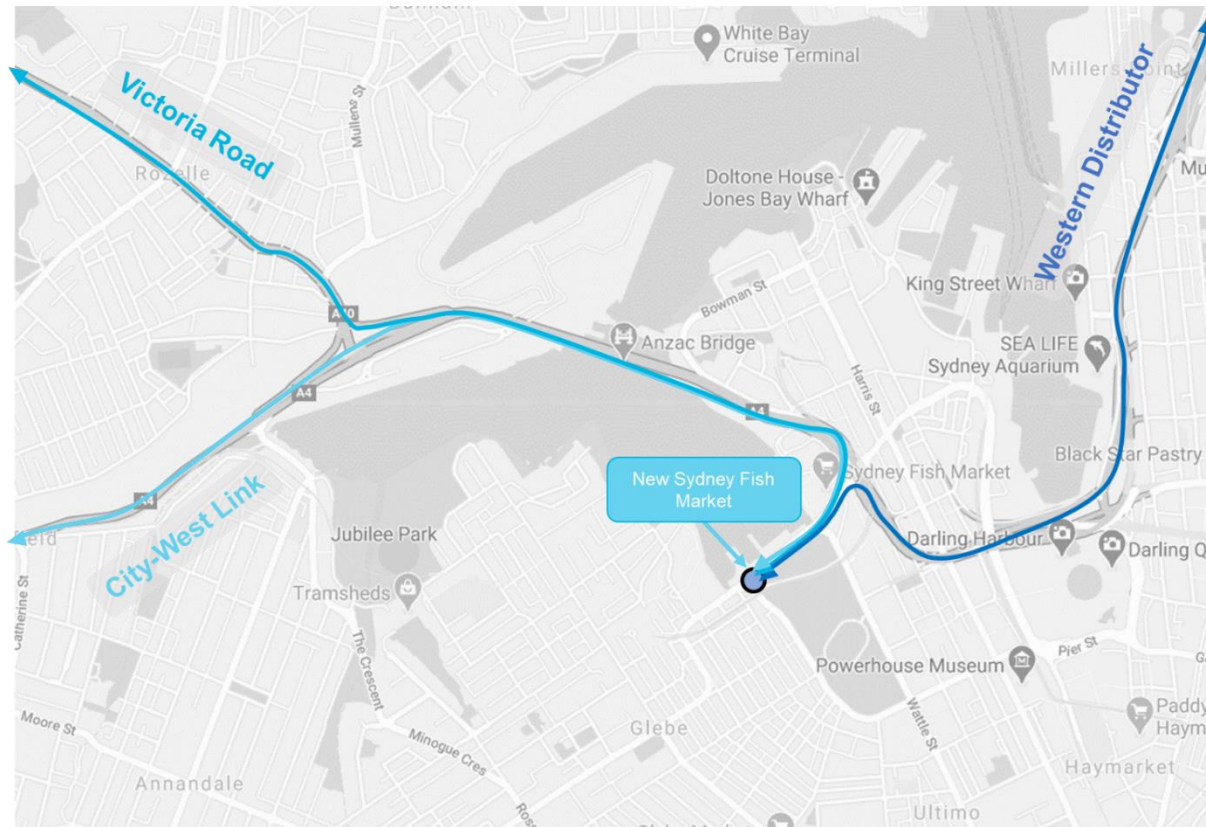 White Bay
Cruise Terminal
Millers Point
Victoria Road
Mullens St
Western Distributor
Rozelle
Doltone House -
Jones Bay Wharf
Mu
King Street Wharf
Bowman St
A40
Anzac Bridge
SEA LIFE
Sydney Aquarium
Harris St
A4
A4
Black Star Pastry
Sydney Fish Market
New Sydney Fish
Market
A4
City-West Link
eld
Jubilee Park
Darling Harbour
Darling Q
Tramsheds
Catherine St
The Crescent
Pier St
Powerhouse Museum
Paddy
Haym
Wattle St
Glebe
Moore St
Minogue Cres
Haymarket
Annandale
Ross
Ultimo